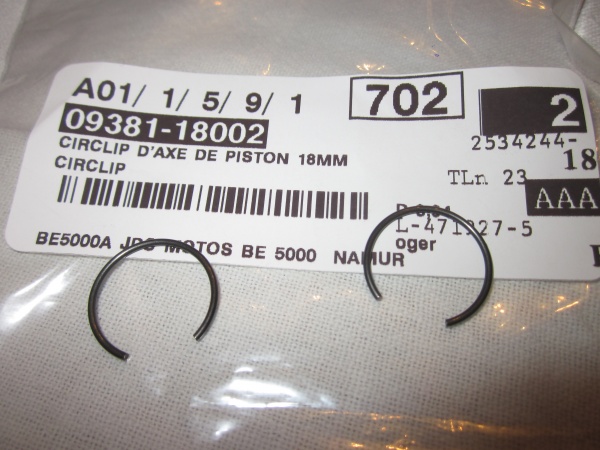 A01/ 1/ 5/ 9/ 1
702
2
09381-18002
2534244-
CIRCLIP D'AXE DE PISTON 18MM
18
CIRCLIP
TLn 23
AAA
L-471227-5
oger
BE5000A JDC MOTOS BE 5000 NAMUR